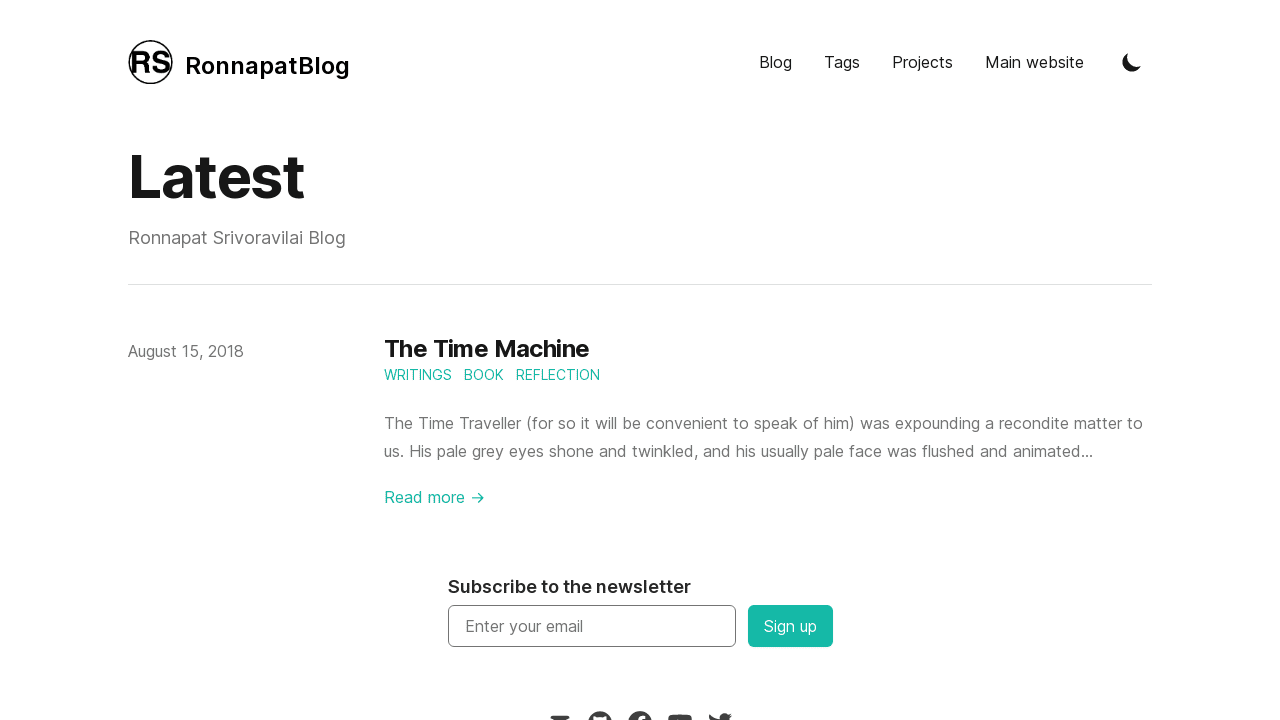 RS
RonnapatBlog
Blog
Tags
Projects
Main website
Latest
Ronnapat Srivoravilai Blog
August 15, 2018
The Time Machine
WRITINGS BOOK REFLECTION
The Time Traveller (for so it will be convenient to speak of him) was expounding a recondite matter to
us. His pale grey eyes shone and twinkled, and his usually pale face was flushed and animated...
Read more →
Subscribe to the newsletter
Enter your email
Sign up